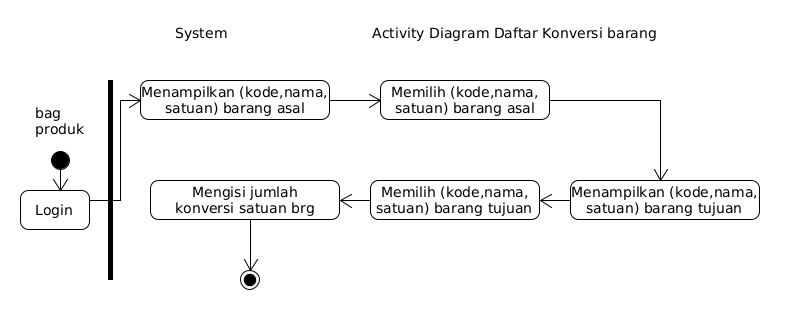 System
Activity Diagram Daftar Konversi barang
bag
produk
Login
Menampilkan (kode,nama,
satuan) barang asal
Memilih (kode,nama,
satuan) barang asal
Menampilkan (kode,nama,
satuan) barang tujuan
Memilih (kode,nama,
satuan) barang tujuan
Mengisi jumlah
konversi satuan brg